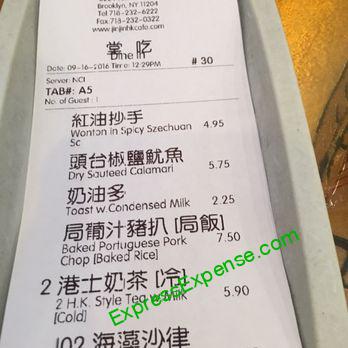 Brooklyn, NY 11204
Tel 718-232-6222
Fax:718-232-0322
www.jinjinhkcafe.com
堂 吃
Dine In
Date: 09-16-2016 Time: 12:29PM # 30
Server: NCI
TAB#: A5
No. of Guest : 1
紅油抄手
Wonton in Spicy Szechuan 4.95
Sc
頭台椒鹽魷魚
Dry Sauteed Calamari 5.75
奶油多
Toast w.Condensed Milk 2.25
局葡汁豬扒 [局飯]
Baked Portuguese Pork 7.50
Chop [Baked Rice]
2 港士奶茶 [冷]
2 H.K. Style Tea w.Milk 5.90
[Cold]
J02 海藻沙律
ExpressExpense.com